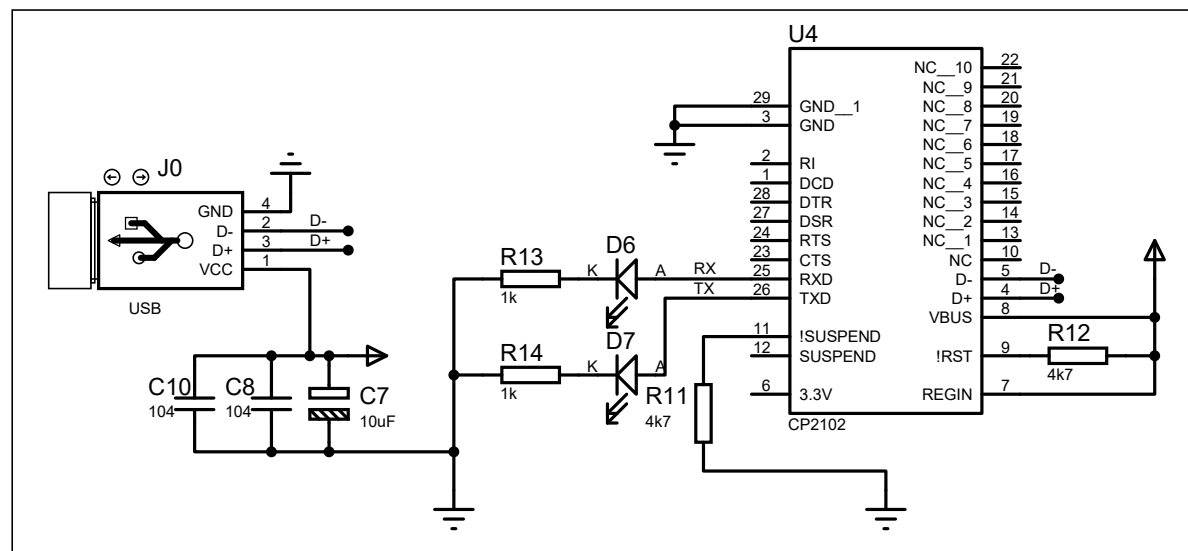 U4
NC__10 22
NC__9 21
29 GND__1 NC__8 20
3 GND NC__7 19
NC__6 18
2 RI NC__5 17
1 DCD NC__4 16
28 DTR NC__3 15
27 DSR NC__2 14
24 RTS NC__1 13
23 CTS NC 10
RX 25 RXD D- 5 D-
TX 26 TXD D+ 4 D+
VBUS 8
11 !SUSPEND !RST 9 R12
12 SUSPEND 4k7
6 3.3V REGIN 7
CP2102
J0
GND 4
D- 2 D-
D+ 3 D+
VCC 1
USB
R13 K D6 A
1k
R14 K D7 A
1k
R11
4k7
C10 C8 C7
104 104 10uF